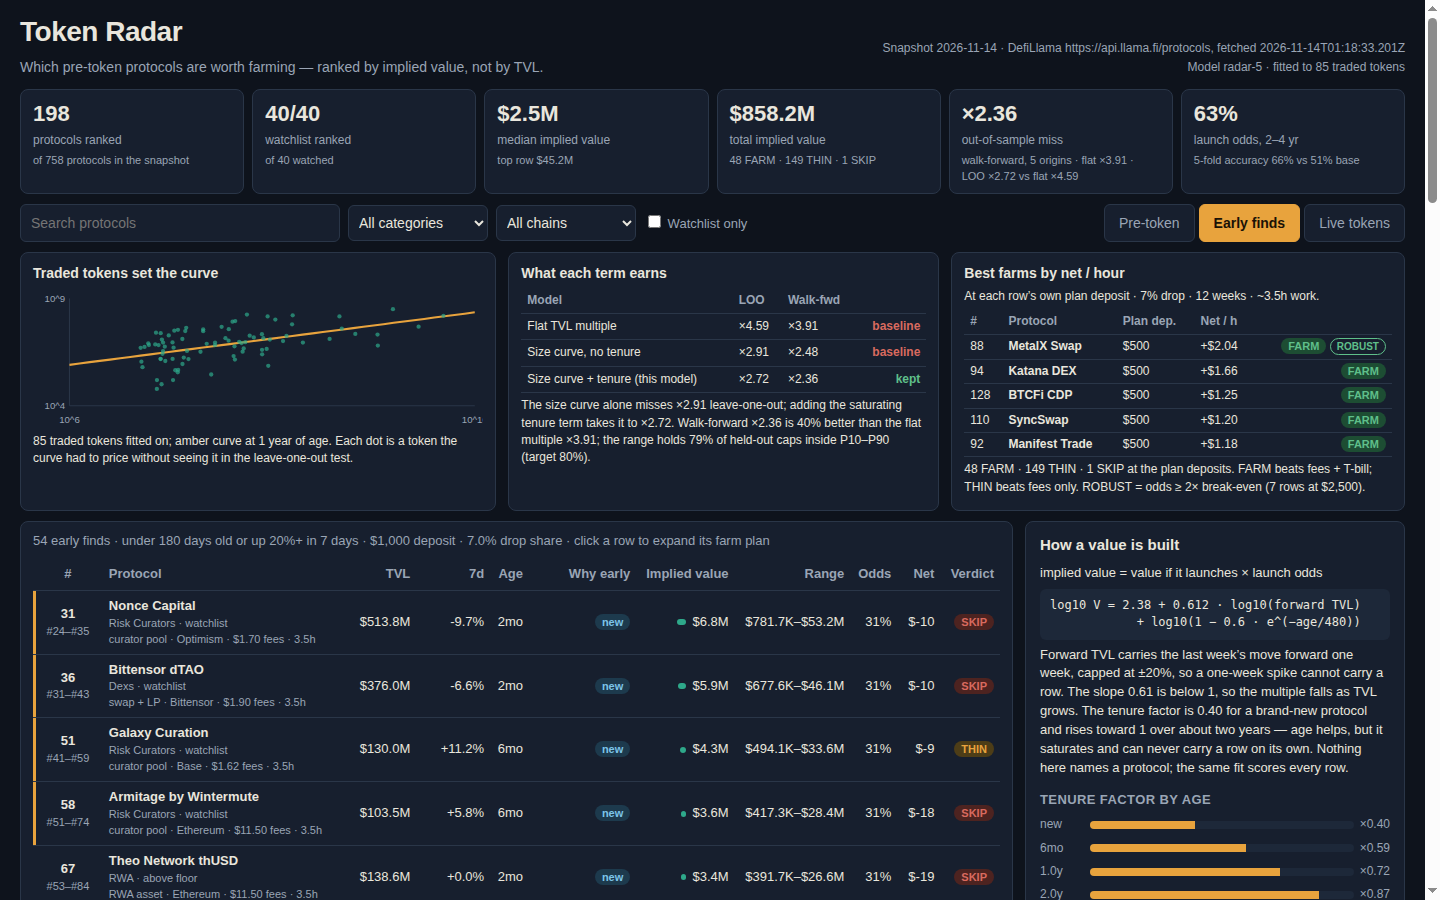 Token Radar
Which pre-token protocols are worth farming — ranked by implied value, not by TVL.
Snapshot 2026-11-14 · DefiLlama https://api.llama.fi/protocols, fetched 2026-11-14T01:18:33.201Z
Model radar-5 · fitted to 85 traded tokens
198
protocols ranked
of 758 protocols in the snapshot
40/40
watchlist ranked
of 40 watched
$2.5M
median implied value
top row $45.2M
$858.2M
total implied value
48 FARM · 149 THIN · 1 SKIP
×2.36
out-of-sample miss
walk-forward, 5 origins · flat ×3.91 ·
LOO ×2.72 vs flat ×4.59
63%
launch odds, 2–4 yr
5-fold accuracy 66% vs 51% base
Search protocols
All categories
All chains
Watchlist only
Pre-token
Early finds
Live tokens
Traded tokens set the curve
10^9
10^4
10^6
10^1
85 traded tokens fitted on; amber curve at 1 year of age. Each dot is a token the
curve had to price without seeing it in the leave-one-out test.
What each term earns
Model LOO Walk-fwd
Flat TVL multiple ×4.59 ×3.91 baseline
Size curve, no tenure ×2.91 ×2.48 baseline
Size curve + tenure (this model) ×2.72 ×2.36 kept
The size curve alone misses ×2.91 leave-one-out; adding the saturating
tenure term takes it to ×2.72. Walk-forward ×2.36 is 40% better than the flat
multiple ×3.91; the range holds 79% of held-out caps inside P10–P90
(target 80%).
Best farms by net / hour
At each row's own plan deposit · 7% drop · 12 weeks · ~3.5h work.
# Protocol Plan dep. Net / h
88 MetalX Swap $500 +$2.04 FARM ROBUST
94 Katana DEX $500 +$1.66 FARM
128 BTCFi CDP $500 +$1.25 FARM
110 SyncSwap $500 +$1.20 FARM
92 Manifest Trade $500 +$1.18 FARM
48 FARM · 149 THIN · 1 SKIP at the plan deposits. FARM beats fees + T-bill;
THIN beats fees only. ROBUST = odds ≥ 2× break-even (7 rows at $2,500).
54 early finds · under 180 days old or up 20%+ in 7 days · $1,000 deposit · 7.0% drop share · click a row to expand its farm plan
# Protocol TVL 7d Age Why early Implied value Range Odds Net Verdict
31 Nonce Capital $513.8M -9.7% 2mo new $6.8M $781.7K–$53.2M 31% $-10 SKIP
#24–#35 Risk Curators · watchlist
curator pool · Optimism · $1.70 fees · 3.5h
36 Bittensor dTAO $376.0M -6.6% 2mo new $5.9M $677.6K–$46.1M 31% $-10 SKIP
#31–#43 Dexs · watchlist
swap + LP · Bittensor · $1.90 fees · 3.5h
51 Galaxy Curation $130.0M +11.2% 6mo new $4.3M $494.1K–$33.6M 31% $-9 THIN
#41–#59 Risk Curators · watchlist
curator pool · Base · $1.62 fees · 3.5h
58 Armitage by Wintermute $103.5M +5.8% 6mo new $3.6M $417.3K–$28.4M 31% $-18 SKIP
#51–#74 Risk Curators · watchlist
curator pool · Ethereum · $11.50 fees · 3.5h
67 Theo Network thUSD $138.6M +0.0% 2mo new $3.4M $391.7K–$26.6M 31% $-19 SKIP
#53–#84 RWA · above floor
RWA asset · Ethereum · $11.50 fees · 3.5h
How a value is built
implied value = value if it launches × launch odds
log10 V = 2.38 + 0.612 · log10(forward TVL)
+ log10(1 − 0.6 · e^(−age/480))
Forward TVL carries the last week's move forward one
week, capped at ±20%, so a one-week spike cannot carry a
row. The slope 0.61 is below 1, so the multiple falls as TVL
grows. The tenure factor is 0.40 for a brand-new protocol
and rises toward 1 over about two years — age helps, but it
saturates and can never carry a row on its own. Nothing
here names a protocol; the same fit scores every row.
TENURE FACTOR BY AGE
new ×0.40
6mo ×0.59
1.0y ×0.72
2.0y ×0.87